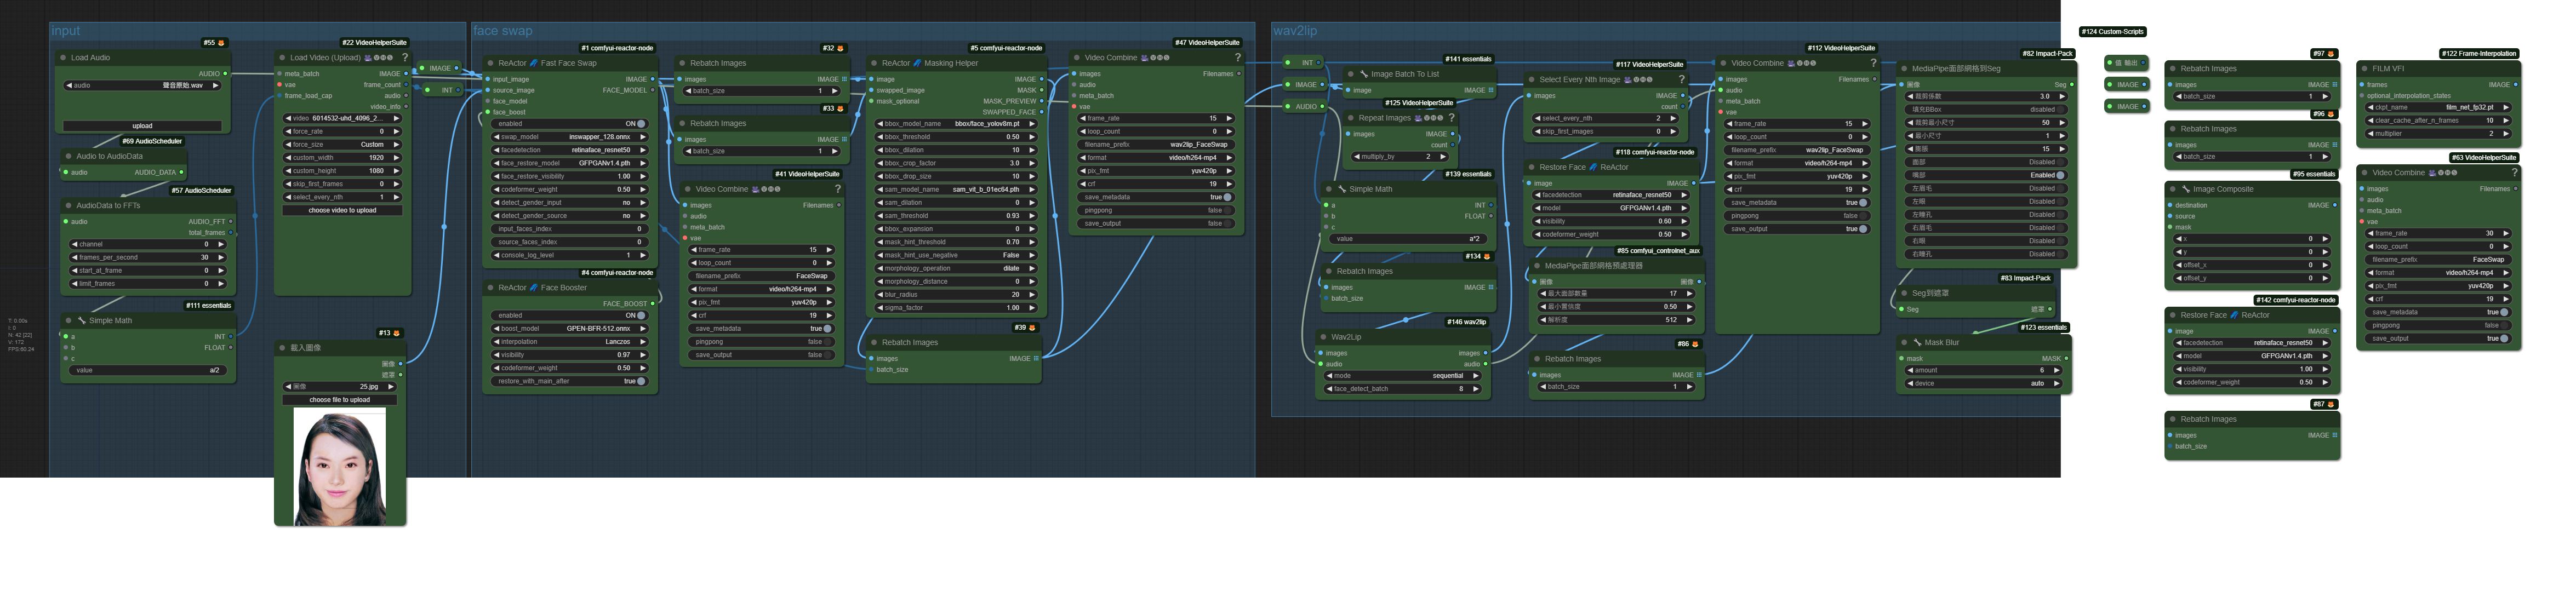 input
#55
Load Audio
AUDIO
audio 聲音原始.wav
upload
#69 AudioScheduler
Audio to AudioData
audio AUDIO_DATA
#57 AudioScheduler
AudioData to FFTs
audio AUDIO_FFT
total_frames
channel 0
frames_per_second 30
start_at_frame 0
limit_frames 0
#111 essentials
Simple Math
a INT
b FLOAT
c
value a/2
T: 0.00s
I: 0
N: 42 [22]
V: 172
FPS:60.24
#22 VideoHelperSuite
Load Video (Upload)
meta_batch IMAGE
vae frame_count
frame_load_cap audio
video_info
video 6014532-uhd_4096_2...
force_rate 0
force_size Custom
custom_width 1920
custom_height 1080
skip_first_frames 0
select_every_nth 1
choose video to upload
IMAGE
INT
#13
載入圖像
圖像
遮罩
圖像 25.jpg
choose file to upload
face swap
#1 comfyui-reactor-node
ReActor Fast Face Swap
input_image IMAGE
source_image FACE_MODEL
face_model
face_boost
enabled ON
swap_model inswapper_128.onnx
facedetection retinaface_resnet50
face_restore_model GFPGANv1.4.pth
face_restore_visibility 1.00
codeformer_weight 0.50
detect_gender_input no
detect_gender_source no
input_faces_index 0
source_faces_index 0
console_log_level 1
#4 comfyui-reactor-node
ReActor Face Booster
FACE_BOOST
enabled ON
boost_model GPEN-BFR-512.onnx
interpolation Lanczos
visibility 0.97
codeformer_weight 0.50
restore_with_main_after true
#32
Rebatch Images
images IMAGE
batch_size 1
#33
Rebatch Images
images IMAGE
batch_size 1
#41 VideoHelperSuite
Video Combine ?
images Filenames
audio
meta_batch
vae
frame_rate 15
loop_count 0
filename_prefix FaceSwap
format video/h264-mp4
pix_fmt yuv420p
crf 19
save_metadata true
pingpong false
save_output false
#5 comfyui-reactor-node
ReActor Masking Helper
image IMAGE
swapped_image MASK
mask_optional MASK_PREVIEW
SWAPPED_FACE
bbox_model_name bbox/face_yolov8m.pt
bbox_threshold 0.50
bbox_dilation 10
bbox_crop_factor 3.0
bbox_drop_size 10
sam_model_name sam_vit_b_01ec64.pth
sam_dilation 0
sam_threshold 0.93
bbox_expansion 0
mask_hint_threshold 0.70
mask_hint_use_negative False
morphology_operation dilate
morphology_distance 0
blur_radius 20
sigma_factor 1.00
#39
Rebatch Images
images IMAGE
batch_size
#47 VideoHelperSuite
Video Combine ?
images Filenames
audio
meta_batch
vae
frame_rate 15
loop_count 0
filename_prefix wav2lip_FaceSwap
format video/h264-mp4
pix_fmt yuv420p
crf 19
save_metadata true
pingpong false
save_output false
wav2lip
INT
IMAGE
AUDIO
#141 essentials
Image Batch To List
image IMAGE
#125 VideoHelperSuite
Repeat Images ?
images IMAGE
count
multiply_by 2
#139 essentials
Simple Math
a INT
b FLOAT
c
value a*2
#134
Rebatch Images
images IMAGE
batch_size
#146 wav2lip
Wav2Lip
images images
audio audio
mode sequential
face_detect_batch 8
#117 VideoHelperSuite
Select Every Nth Image ?
images IMAGE
count
select_every_nth 2
skip_first_images 0
#118 comfyui-reactor-node
Restore Face ReActor
image IMAGE
facedetection retinaface_resnet50
model GFPGANv1.4.pth
visibility 0.60
codeformer_weight 0.50
#85 comfyui_controlnet_aux
MediaPipe面部網格預處理器
圖像 圖像
最大面部數量 17
最小置信度 0.50
解析度 512
#86
Rebatch Images
images IMAGE
batch_size 1
#112 VideoHelperSuite
Video Combine ?
images Filenames
audio
meta_batch
vae
frame_rate 15
loop_count 0
filename_prefix wav2lip_FaceSwap
format video/h264-mp4
pix_fmt yuv420p
crf 19
save_metadata true
pingpong false
save_output true
#82 Impact-Pack
MediaPipe面部網格到Seg
圖像 Seg
裁剪係數 3.0
填充BBox disabled
裁剪最小尺寸 50
最小尺寸 1
膨脹 15
面部 Disabled
嘴部 Enabled
左眉毛 Disabled
左眼 Disabled
左瞳孔 Disabled
右眉毛 Disabled
右眼 Disabled
右瞳孔 Disabled
#83 Impact-Pack
Seg到遮罩
Seg 遮罩
#123 essentials
Mask Blur
mask MASK
amount 6
device auto
#124 Custom-Scripts
值 輸出
IMAGE
IMAGE
#97
Rebatch Images
images IMAGE
batch_size 1
#96
Rebatch Images
images IMAGE
batch_size 1
#95 essentials
Image Composite
destination IMAGE
source
mask
x 0
y 0
offset_x 0
offset_y 0
#142 comfyui-reactor-node
Restore Face ReActor
image IMAGE
facedetection retinaface_resnet50
model GFPGANv1.4.pth
visibility 1.00
codeformer_weight 0.50
#87
Rebatch Images
images IMAGE
batch_size
#122 Frame-Interpolation
FILM VFI
frames IMAGE
optional_interpolation_states
ckpt_name film_net_fp32.pt
clear_cache_after_n_frames 10
multiplier 2
#63 VideoHelperSuite
Video Combine ?
images Filenames
audio
meta_batch
vae
frame_rate 30
loop_count 0
filename_prefix FaceSwap
format video/h264-mp4
pix_fmt yuv420p
crf 19
save_metadata true
pingpong false
save_output true